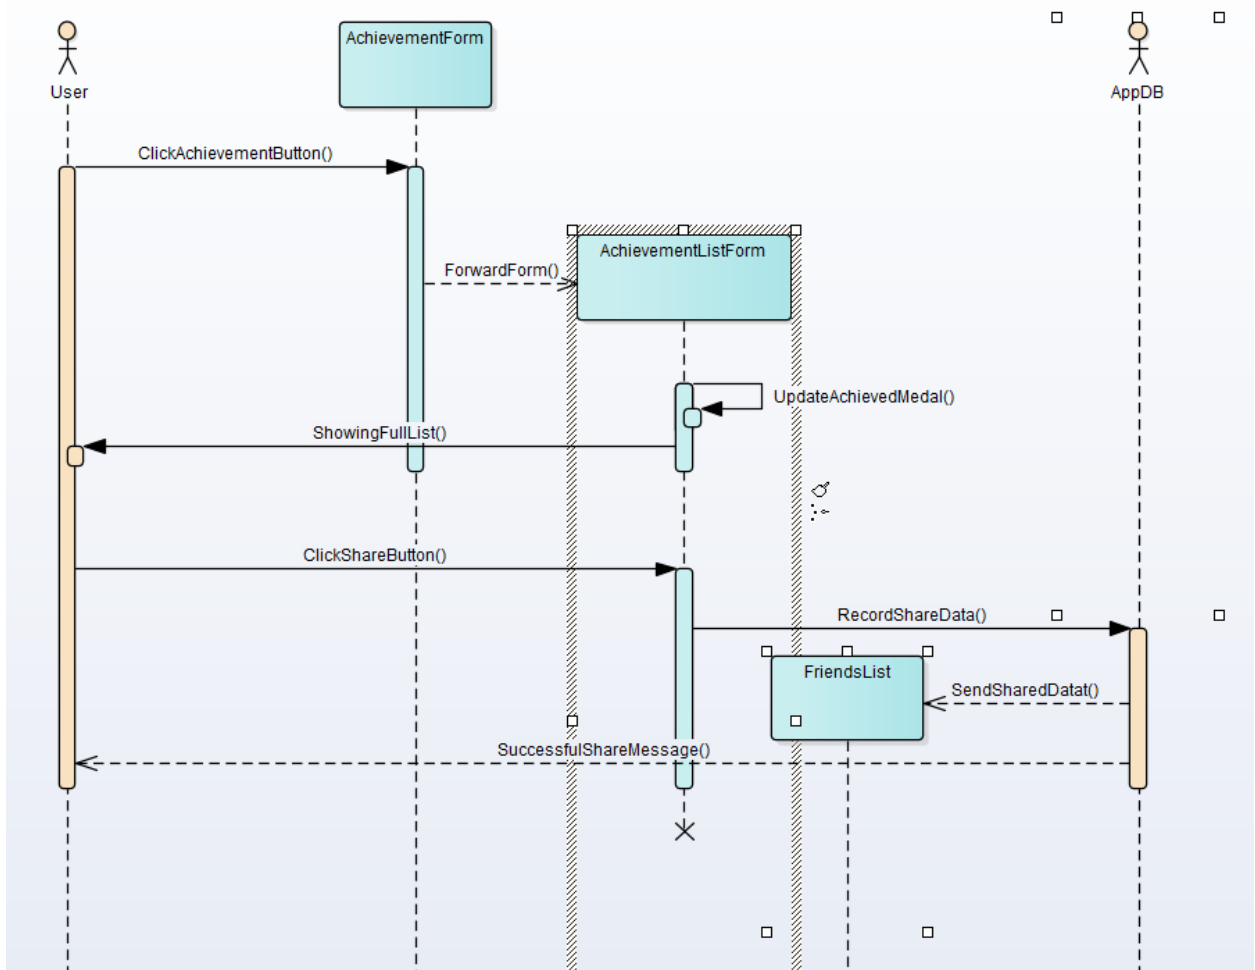 AchievementForm
User
AppDB
ClickAchievementButton()
AchievementListForm
ForwardForm()
UpdateAchievedMedal()
ShowingFullList()
ClickShareButton()
RecordShareData()
FriendsList
SendSharedDatat()
SuccessfulShareMessage()